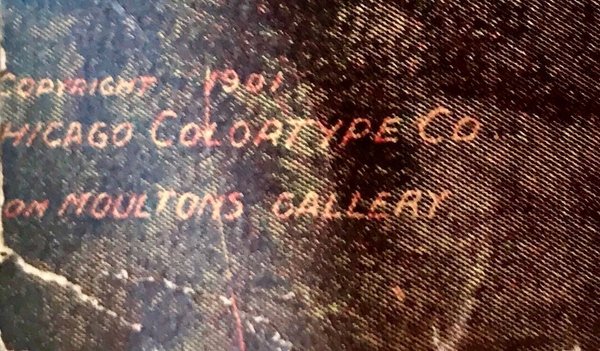 COPYRIGHT 1901
HICAGO COLORTYPE CO.
OM MOULTONS GALLERY